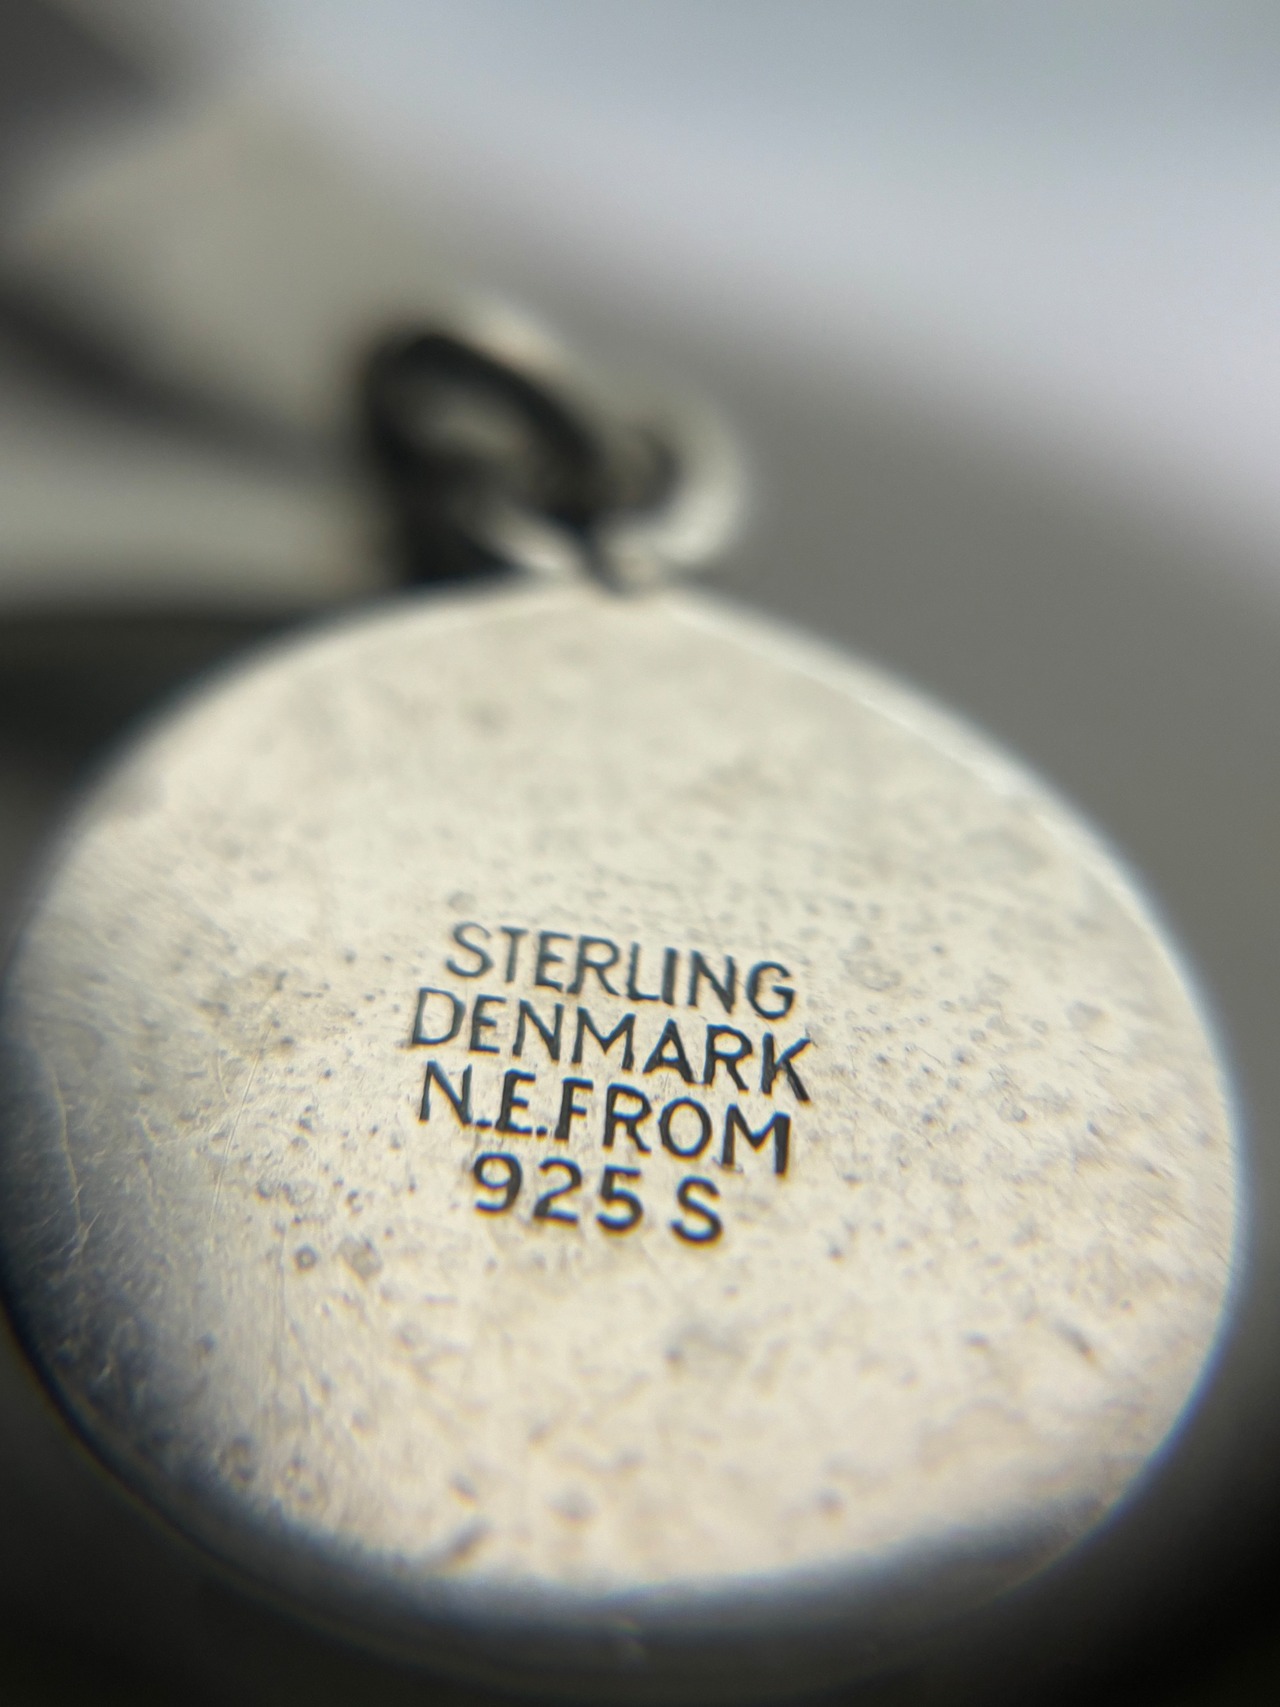 STERLING
DENMARK
N.E.FROM
925 S